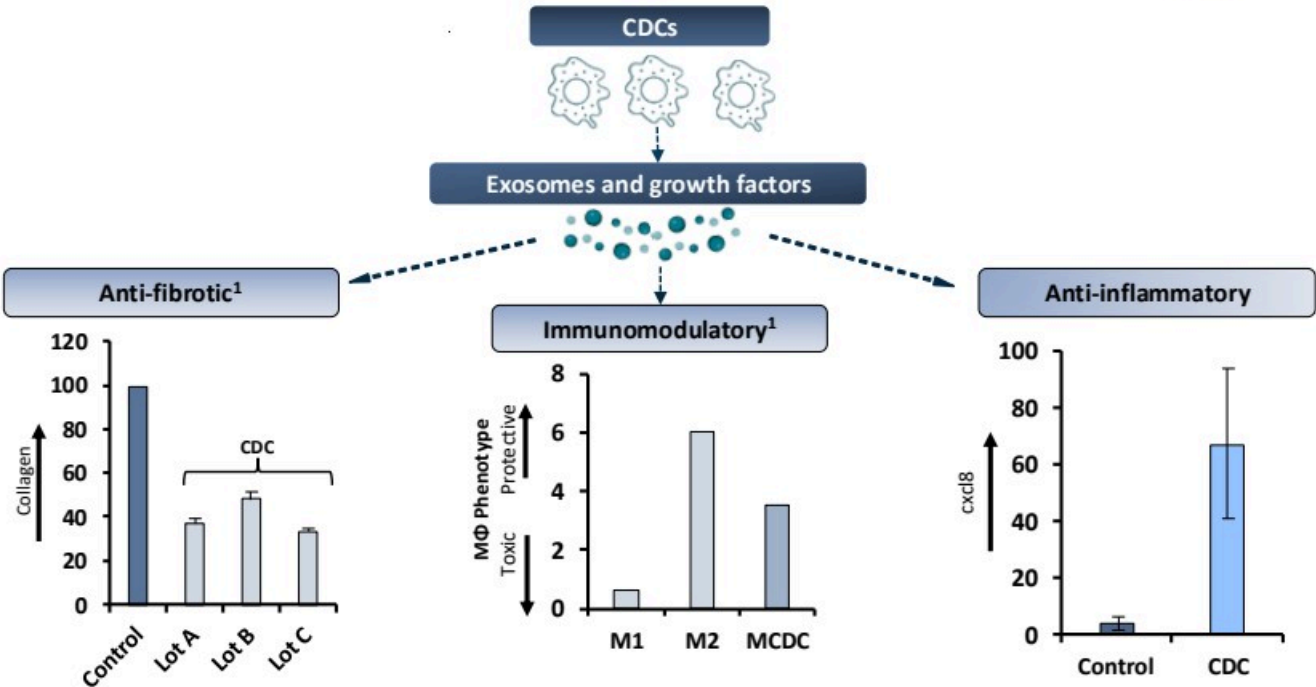 CDCs
Exosomes and growth factors
Anti-fibrotic¹
120
100
80
60
40
20
0
Collagen
CDC
Control
Lot A
Lot B
Lot C
Immunomodulatory¹
8
6
4
2
0
MΦ Phenotype
Protective
Toxic
M1
M2
MCDC
Anti-inflammatory
100
80
60
40
20
0
cxcl8
Control
CDC